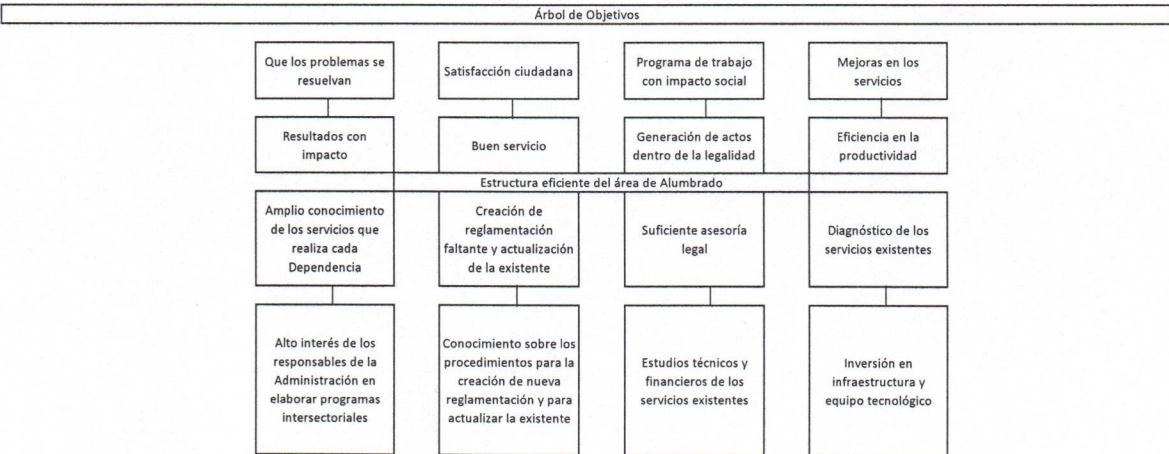 Árbol de Objetivos
Que los problemas se
resuelvan
Satisfacción ciudadana
Programa de trabajo
con impacto social
Mejoras en los
servicios
Resultados con
impacto
Buen servicio
Generación de actos
dentro de la legalidad
Eficiencia en la
productividad
Estructura eficiente del área de Alumbrado
Amplio conocimiento
de los servicios que
realiza cada
Dependencia
Creación de
reglamentación
faltante y actualización
de la existente
Suficiente asesoría
legal
Diagnóstico de los
servicios existentes
Alto interés de los
responsables de la
Administración en
elaborar programas
intersectoriales
Conocimiento sobre los
procedimientos para la
creación de nueva
reglamentación y para
actualizar la existente
Estudios técnicos y
financieros de los
servicios existentes
Inversión en
infraestructura y
equipo tecnológico